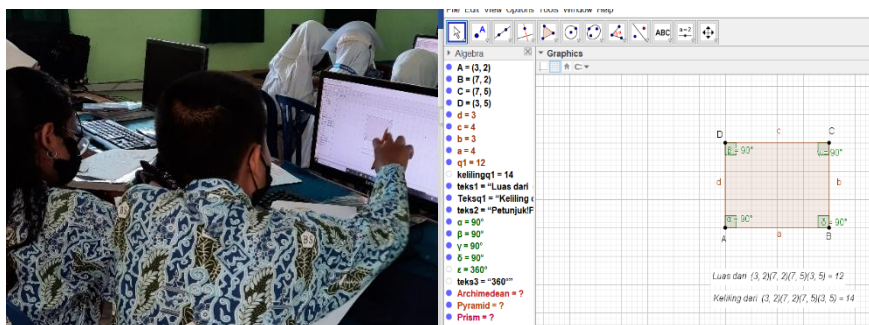 File Edit View Options Tools Window Help
ABC
a=2
Algebra
Graphics
A = (3, 2)
B = (7, 2)
C = (7, 5)
D = (3, 5)
d = 3
c = 4
b = 3
a = 4
q1 = 12
kelilingq1 = 14
teks1 = "Luas dari
Teksq1 = "Keliling d
teks2 = "Petunjuk!F
α = 90°
β = 90°
γ = 90°
δ = 90°
ε = 360°
teks3 = "360°"
Archimedean = ?
Pyramid = ?
Prism = ?
D
c
C
β = 90°
γ = 90°
d
b
α = 90°
δ = 90°
A
a
B
Luas dari (3, 2)(7, 2)(7, 5)(3, 5) = 12
Keliling dari (3, 2)(7, 2)(7, 5)(3, 5) = 14